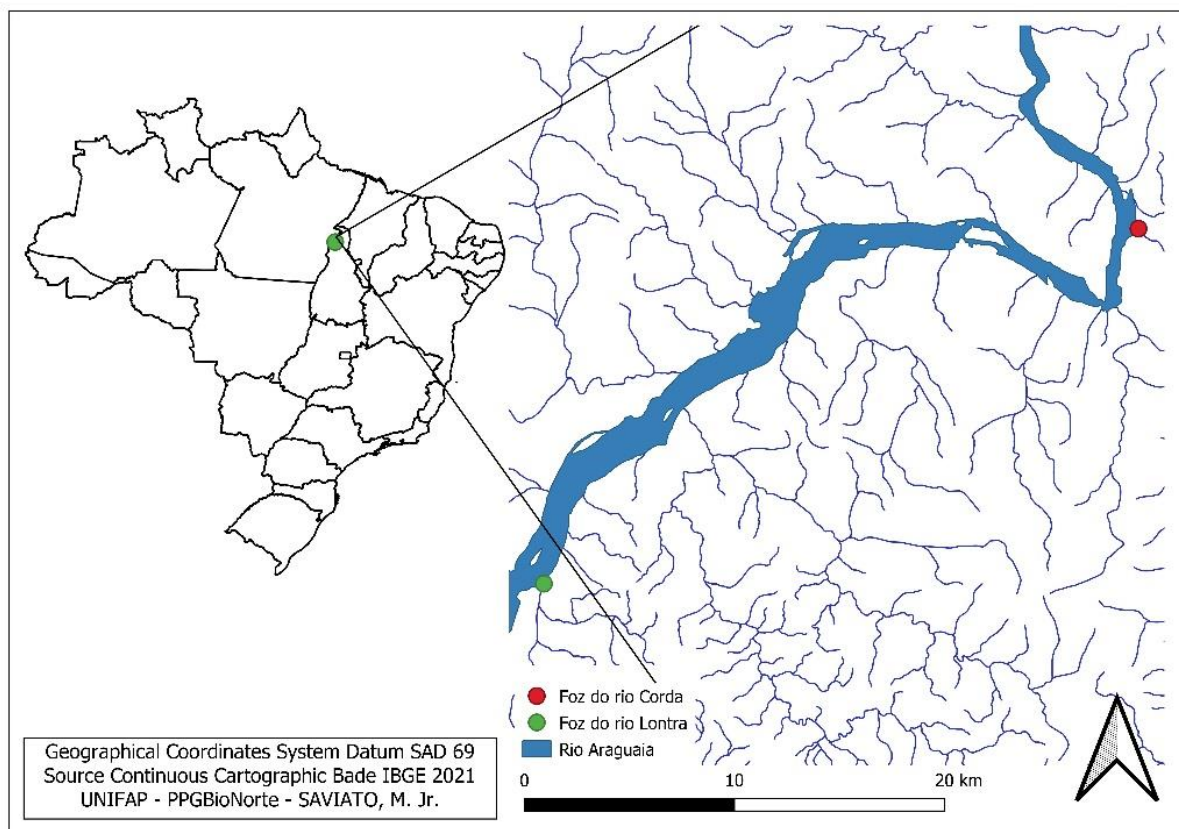 Foz do rio Corda
Foz do rio Lontra
Rio Araguaia
Geographical Coordinates System Datum SAD 69
Source Continuous Cartographic Bade IBGE 2021
UNIFAP - PPGBioNorte - SAVIATO, M. Jr.
0 10 20 km